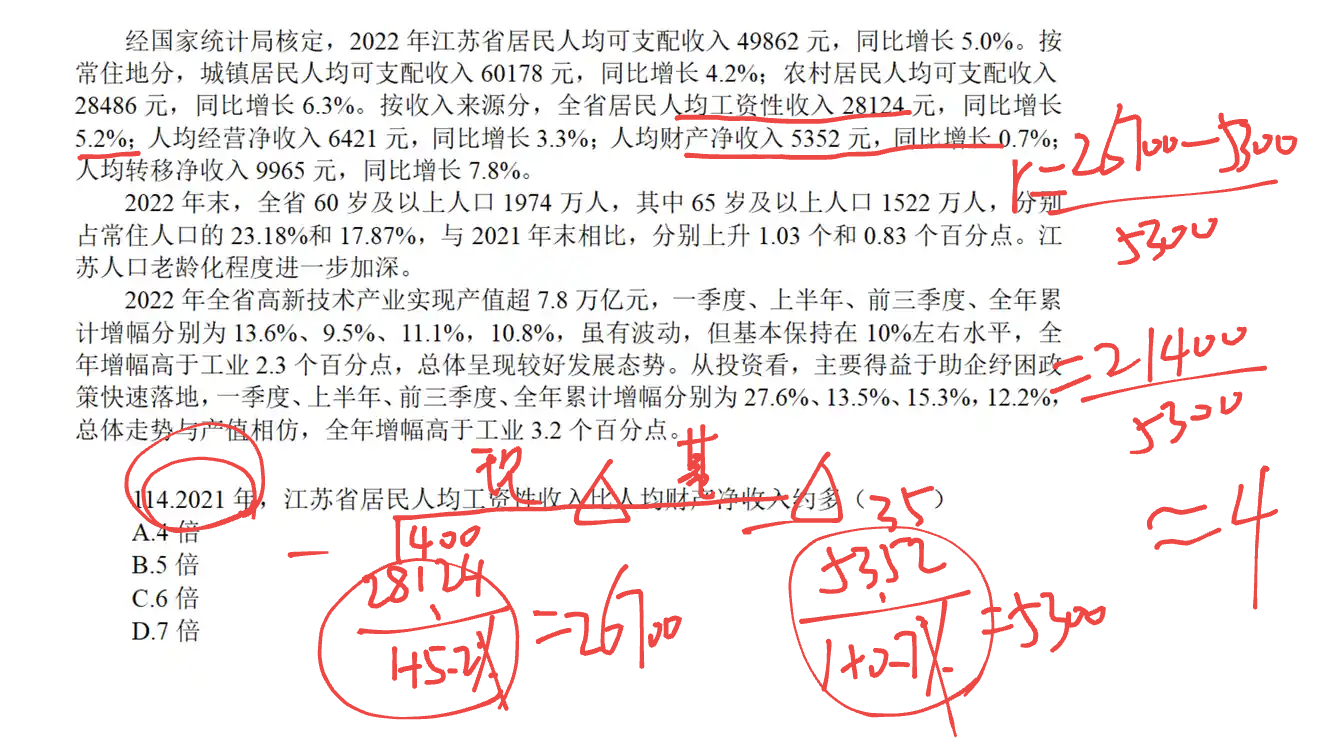 经国家统计局核定，2022 年江苏省居民人均可支配收入 49862 元，同比增长 5.0%。按
常住地分，城镇居民人均可支配收入 60178 元，同比增长 4.2%；农村居民人均可支配收入
28486 元，同比增长 6.3%。按收入来源分，全省居民人均工资性收入 28124 元，同比增长
5.2%；人均经营净收入 6421 元，同比增长 3.3%；人均财产净收入 5352 元，同比增长 0.7%；
人均转移净收入 9965 元，同比增长 7.8%。
2022 年末，全省 60 岁及以上人口 1974 万人，其中 65 岁及以上人口 1522 万人，分别
占常住人口的 23.18%和 17.87%，与 2021 年末相比，分别上升 1.03 个和 0.83 个百分点。江
苏人口老龄化程度进一步加深。
2022 年全省高新技术产业实现产值超 7.8 万亿元，一季度、上半年、前三季度、全年累
计增幅分别为 13.6%、9.5%、11.1%，10.8%，虽有波动，但基本保持在 10%左右水平，全
年增幅高于工业 2.3 个百分点，总体呈现较好发展态势。从投资看，主要得益于助企纾困政
策快速落地，一季度、上半年、前三季度、全年累计增幅分别为 27.6%、13.5%、15.3%，12.2%，
总体走势与产值相仿，全年增幅高于工业 3.2 个百分点。
r=26700-5300
5300
=21400
5300
≈4
现 基
114.2021 年，江苏省居民人均工资性收入比人均财产净收入约多（ ）
A.4 倍
B.5 倍
C.6 倍
D.7 倍
1400
28124
1+5.2%
=26700
35
5352
1+0.7%
=5300